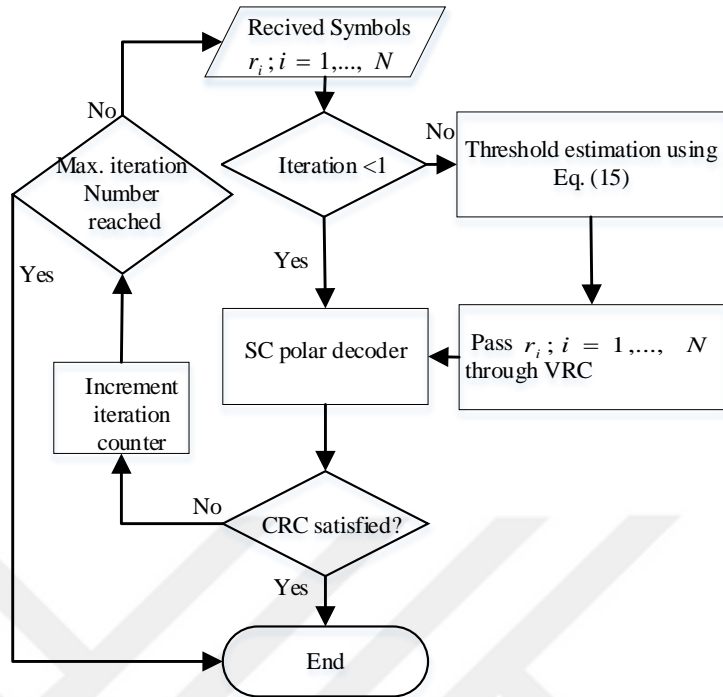 Recived Symbols
r_i ; i = 1,..., N
No
Max. iteration
Number
reached
Yes
Iteration <1
No
Threshold estimation using
Eq. (15)
Yes
SC polar decoder
Pass r_i ; i = 1 ,..., N
through VRC
Increment
iteration
counter
No
CRC satisfied?
Yes
End